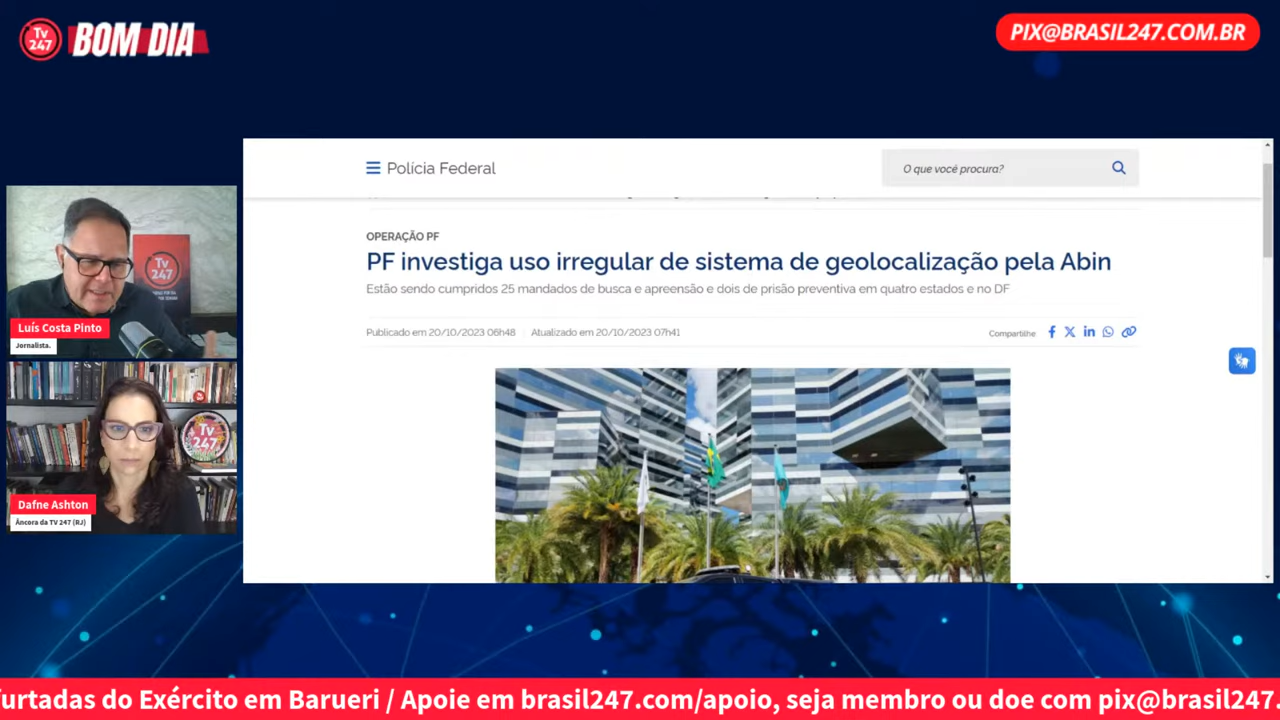 Tv
247
BOM DIA
PIX@BRASIL247.COM.BR
Polícia Federal
O que você procura?
OPERAÇÃO PF
PF investiga uso irregular de sistema de geolocalização pela Abin
Estão sendo cumpridos 25 mandados de busca e apreensão e dois de prisão preventiva em quatro estados e no DF
Publicado em 20/10/2023 06h48
Atualizado em 20/10/2023 07h41
Compartilhe
Tv
247
Luís Costa Pinto
Jornalista.
Tv
247
Dafne Ashton
Âncora da TV 247 (RJ)
furtadas do Exército em Barueri / Apoie em brasil247.com/apoio, seja membro ou doe com pix@brasil247.